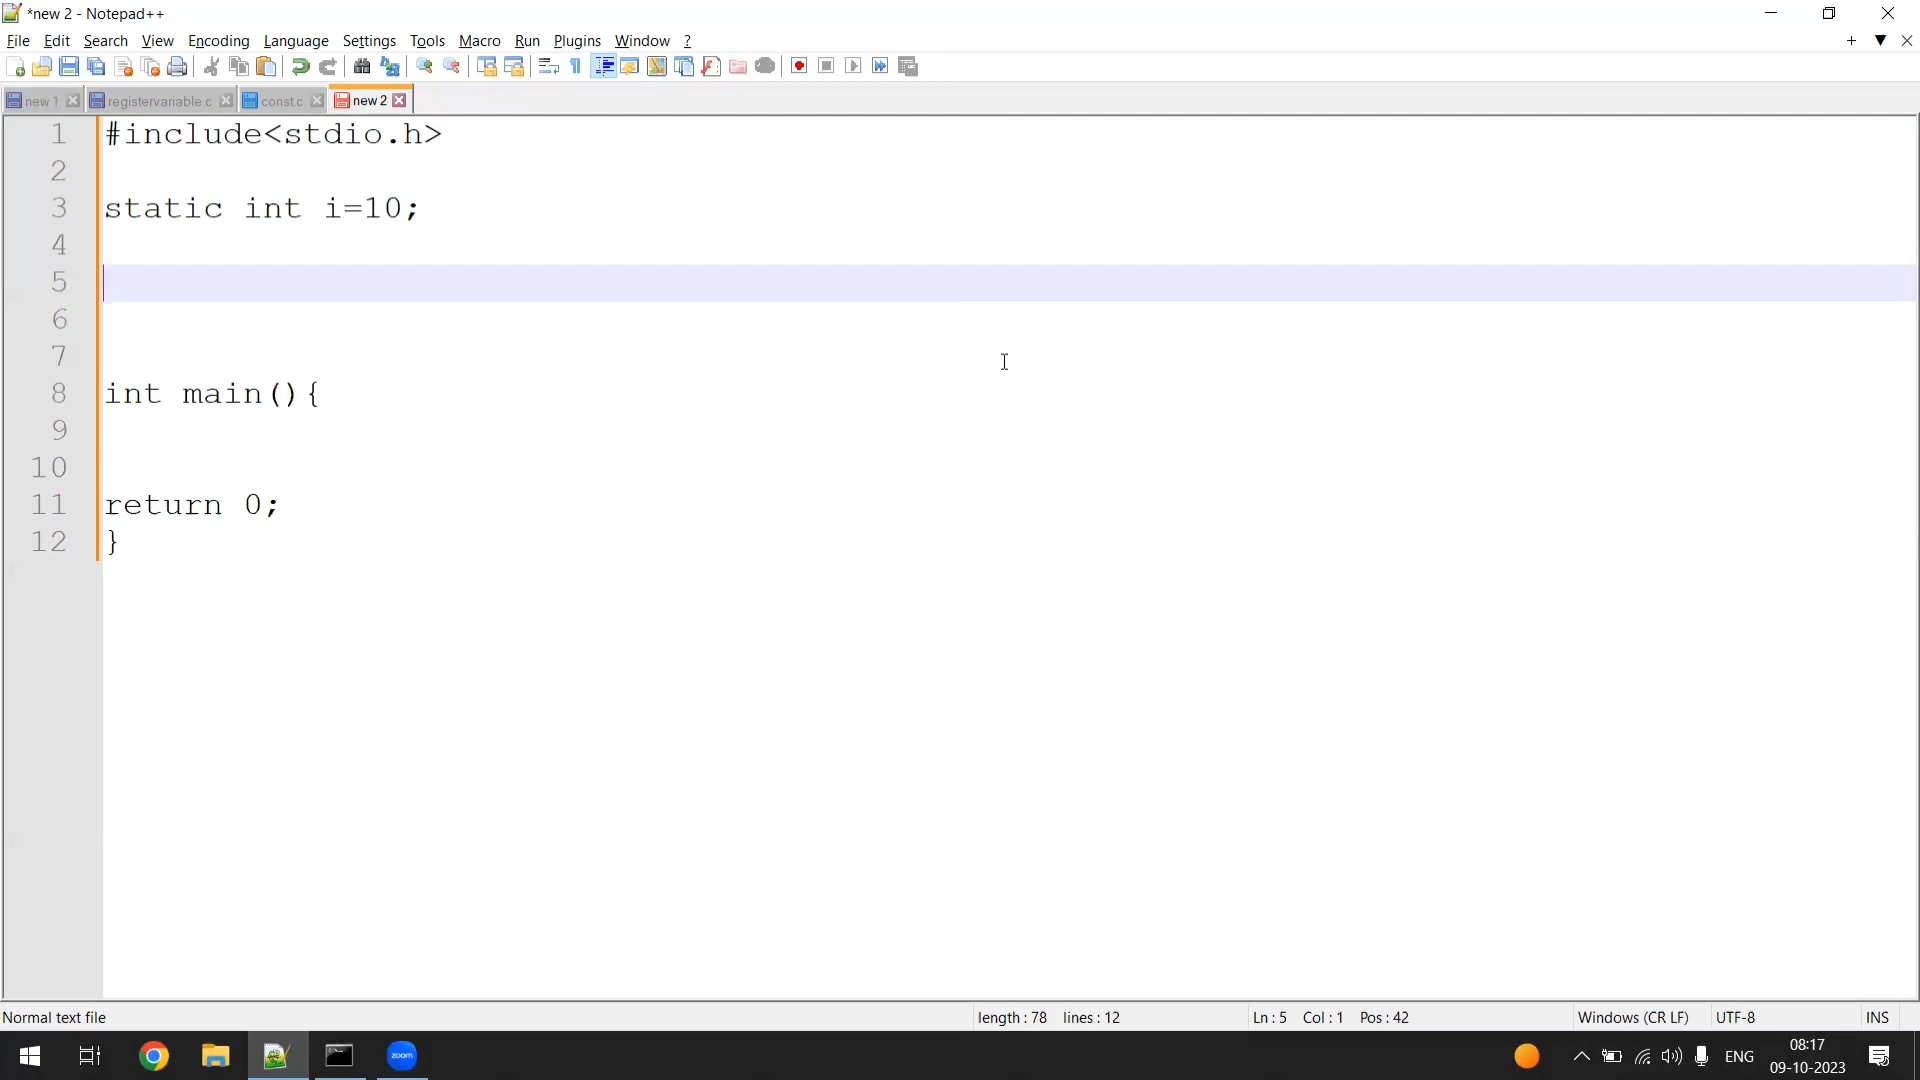 *new 2 - Notepad++
File Edit Search View Encoding Language Settings Tools Macro Run Plugins Window ?
new 1 registervariable.c const.c new 2
1 #include<stdio.h>
2
3 static int i=10;
4
5
6
7
8 int main(){
9
10
11 return 0;
12 }
Normal text file length : 78 lines : 12 Ln : 5 Col : 1 Pos : 42 Windows (CR LF) UTF-8 INS
zoom ENG 08:17
09-10-2023